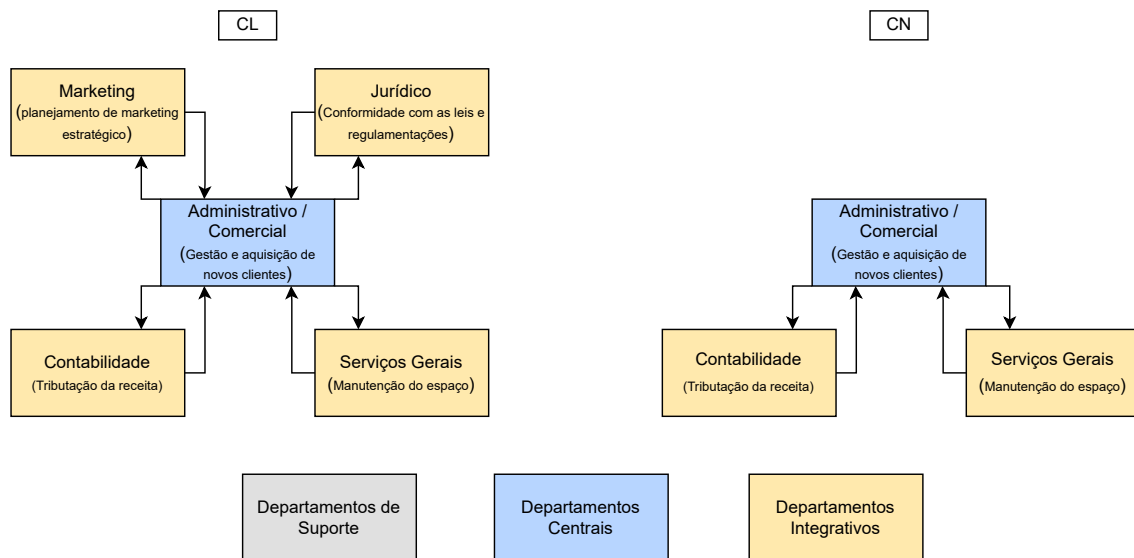 CL
CN
Marketing
(planejamento de marketing
estratégico)
Jurídico
(Conformidade com as leis e
regulamentações)
Administrativo /
Comercial
(Gestão e aquisição de
novos clientes)
Administrativo /
Comercial
(Gestão e aquisição de
novos clientes)
Contabilidade
(Tributação da receita)
Serviços Gerais
(Manutenção do espaço)
Contabilidade
(Tributação da receita)
Serviços Gerais
(Manutenção do espaço)
Departamentos de
Suporte
Departamentos
Centrais
Departamentos
Integrativos